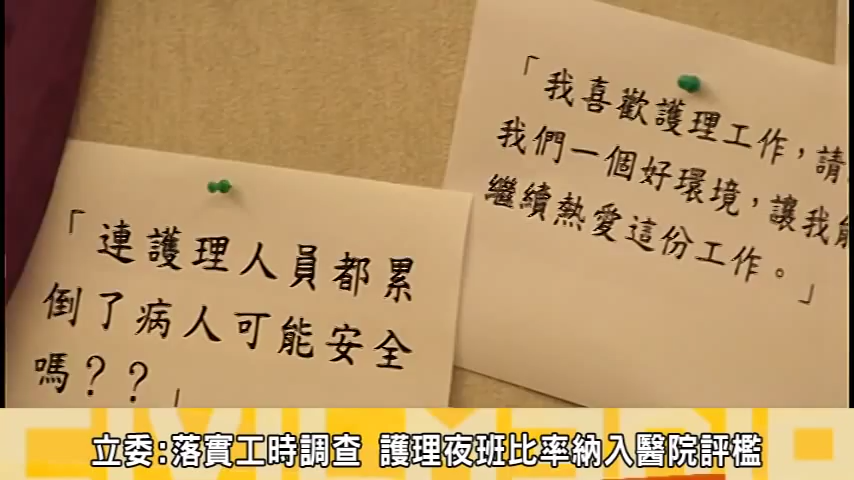 「我喜歡護理工作，請
我們一個好環境，讓我能
繼續熱愛這份工作。」
「連護理人員都累
倒了病人可能安全
嗎？？」
立委:落實工時調查 護理夜班比率納入醫院評檻